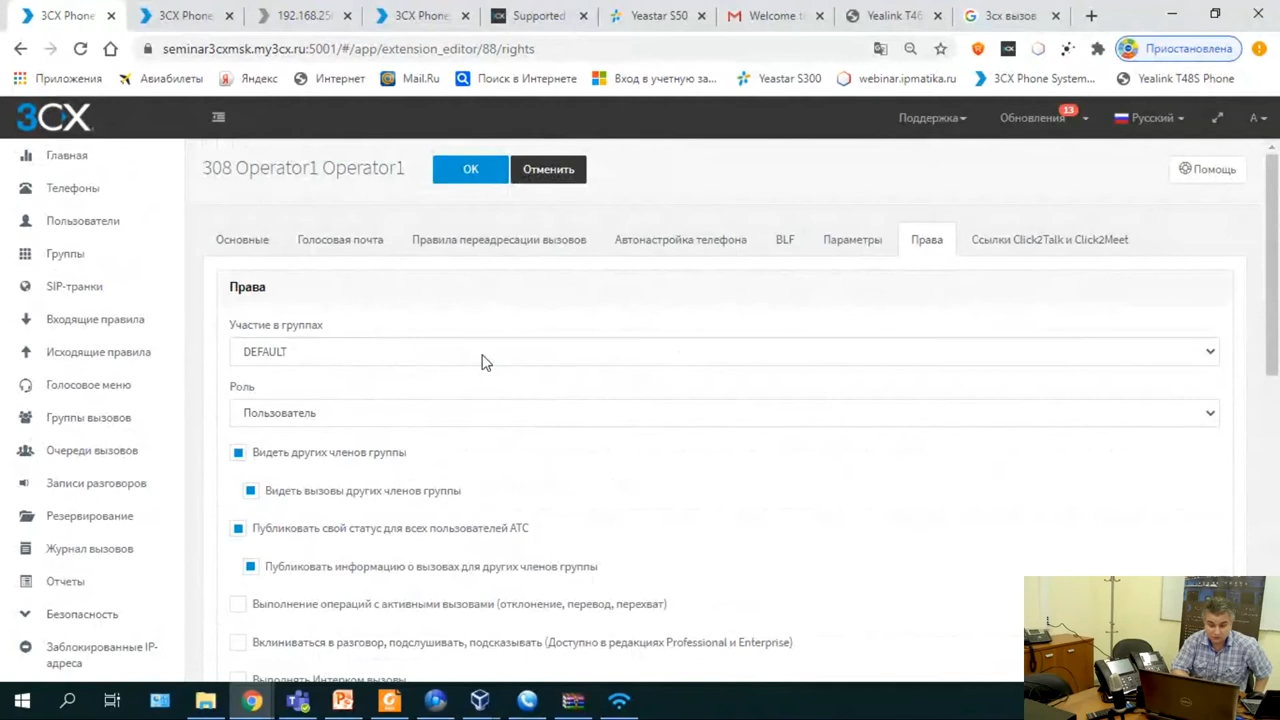 3CX Phone
3CX Phone
192.168.25
3CX Phone
Supported
Yeastar S50
Welcome t
Yealink T46
3сх вызов
seminar3cxmsk.my3cx.ru:5001/#/app/extension_editor/88/rights
Приостановлена
Приложения
Авиабилеты
Яндекс
Интернет
Mail.Ru
Поиск в Интернете
Вход в учетную за...
Yeastar S300
webinar.ipmatika.ru
3CX Phone System...
Yealink T48S Phone
3CX
Поддержка
Обновления
13
Русский
A
Главная
Телефоны
Пользователи
Группы
SIP-транки
Входящие правила
Исходящие правила
Голосовое меню
Группы вызовов
Очереди вызовов
Записи разговоров
Резервирование
Журнал вызовов
Отчеты
Безопасность
Заблокированные IP-
адреса
308 Operator1 Operator1
OK
Отменить
Помощь
Основные
Голосовая почта
Правила переадресации вызовов
Автонастройка телефона
BLF
Параметры
Права
Ссылки Click2Talk и Click2Meet
Права
Участие в группах
DEFAULT
Роль
Пользователь
Видеть других членов группы
Видеть вызовы других членов группы
Публиковать свой статус для всех пользователей АТС
Публиковать информацию о вызовах для других членов группы
Выполнение операций с активными вызовами (отклонение, перевод, перехват)
Вклиниваться в разговор, подслушивать, подсказывать (Доступно в редакциях Professional и Enterprise)
Выполнять Интерком вызовы